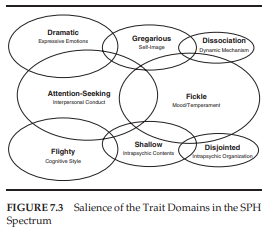 Dramatic
Expressive Emotions
Gregarious
Self-Image
Dissociation
Dynamic Mechanism
Attention-Seeking
Interpersonal Conduct
Fickle
Mood/Temperament
Flighty
Cognitive Style
Shallow
Intrapsychic Contents
Disjointed
Intrapsychic Organization
FIGURE 7.3 Salience of the Trait Domains in the SPH
Spectrum